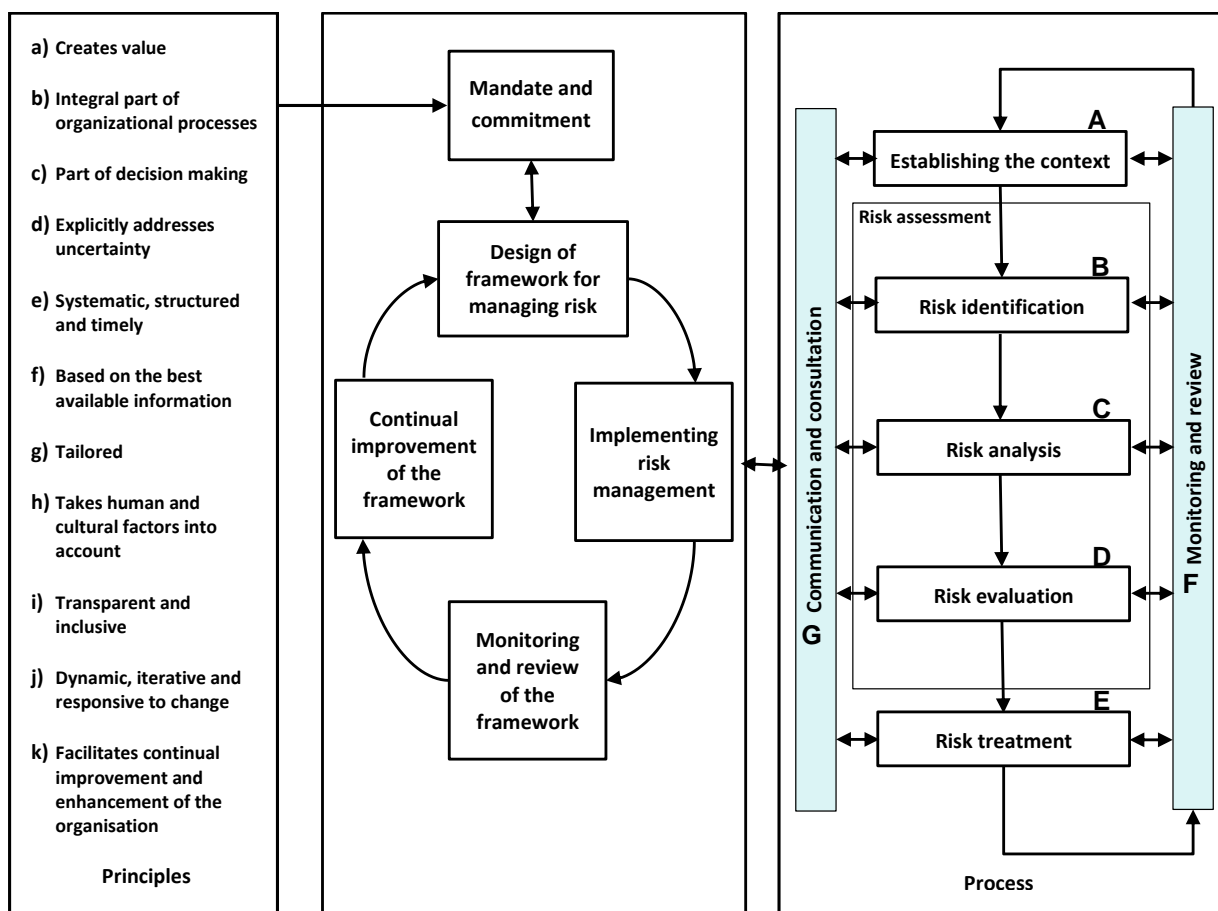 a) Creates value
b) Integral part of
organizational processes
c) Part of decision making
d) Explicitly addresses
uncertainty
e) Systematic, structured
and timely
f) Based on the best
available information
g) Tailored
h) Takes human and
cultural factors into
account
i) Transparent and
inclusive
j) Dynamic, iterative and
responsive to change
k) Facilitates continual
improvement and
enhancement of the
organisation
Principles
Mandate and
commitment
Design of
framework for
managing risk
Continual
improvement
of the
framework
Implementing
risk
management
Monitoring
and review
of the
framework
A
Establishing the context
Risk assessment
B
Risk identification
C
Risk analysis
D
Risk evaluation
E
Risk treatment
G Communication and consultation
F Monitoring and review
Process